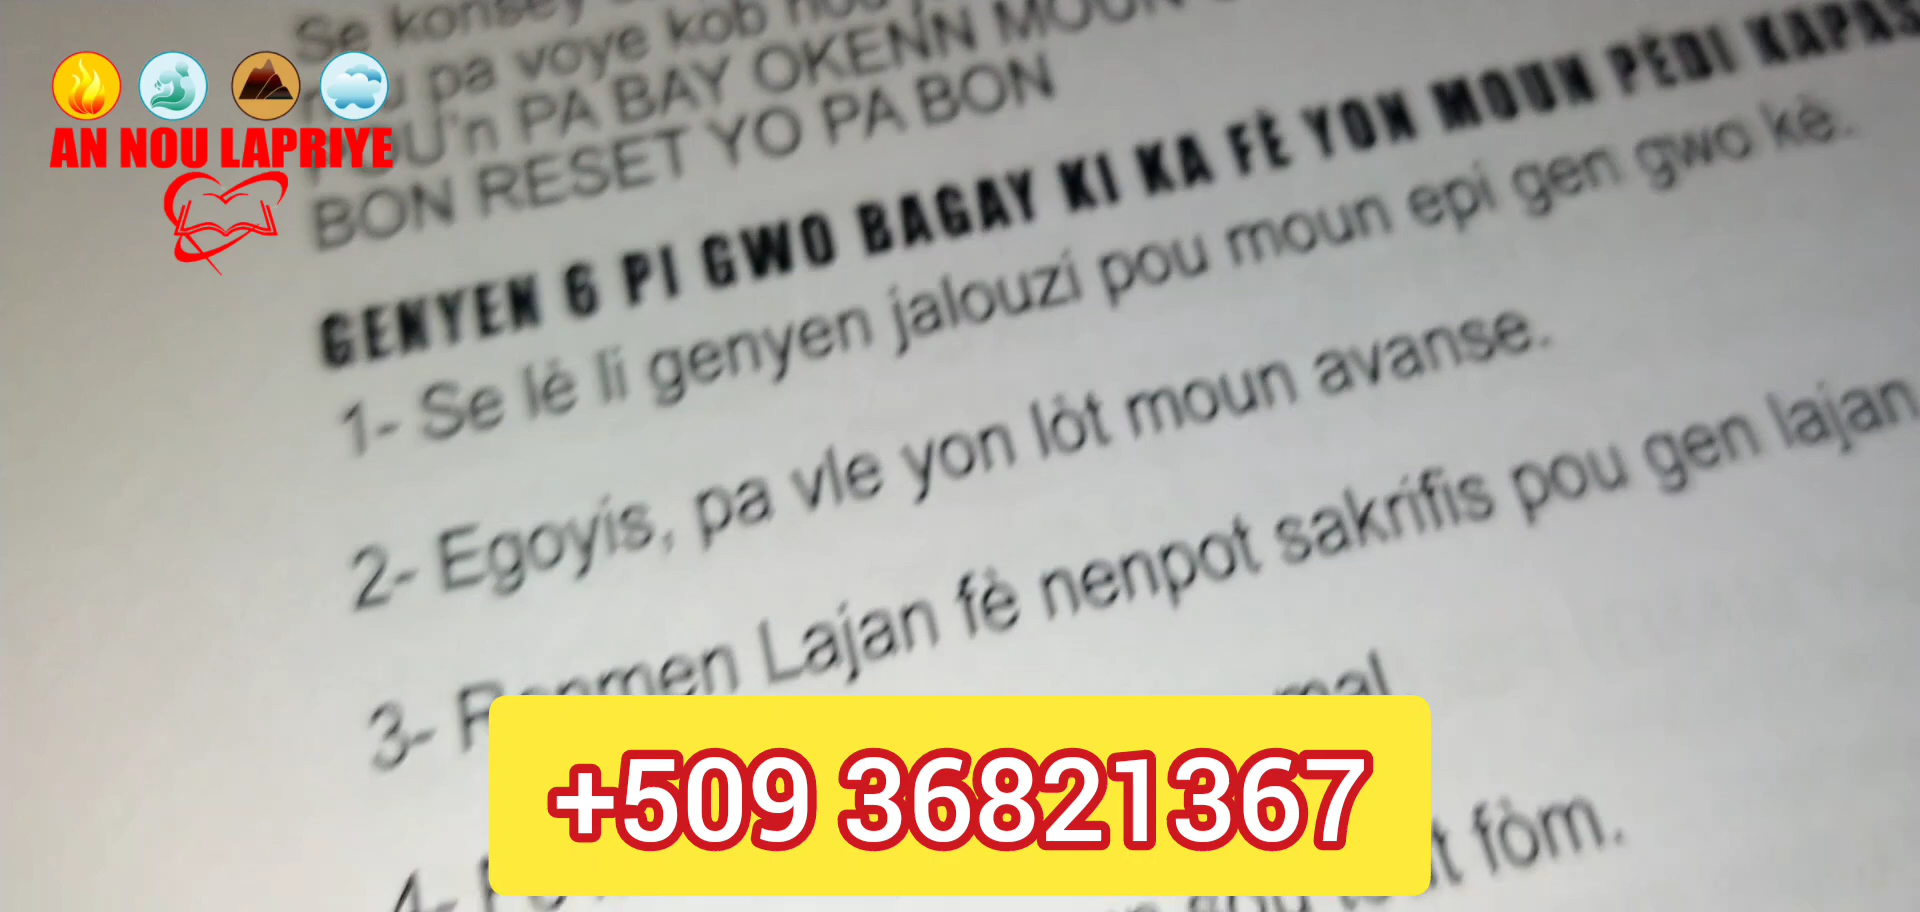 Se konsey
pa voye kob nou
AN NOU LAPRIYE
POU'n PA BAY OKENN MOUN
BON RESET YO PA BON
GENYEN 6 PI GWO BAGAY KI KA FÈ YON MOUN PÈDI KAPAS
1- Se lè li genyen jalouzi pou moun epi gen gwo kè.
2- Egoyis, pa vle yon lòt moun avanse.
3- Lajan fè nenpot sakrifis pou gen lajan
mal
4-
t fòm.
+509 36821367